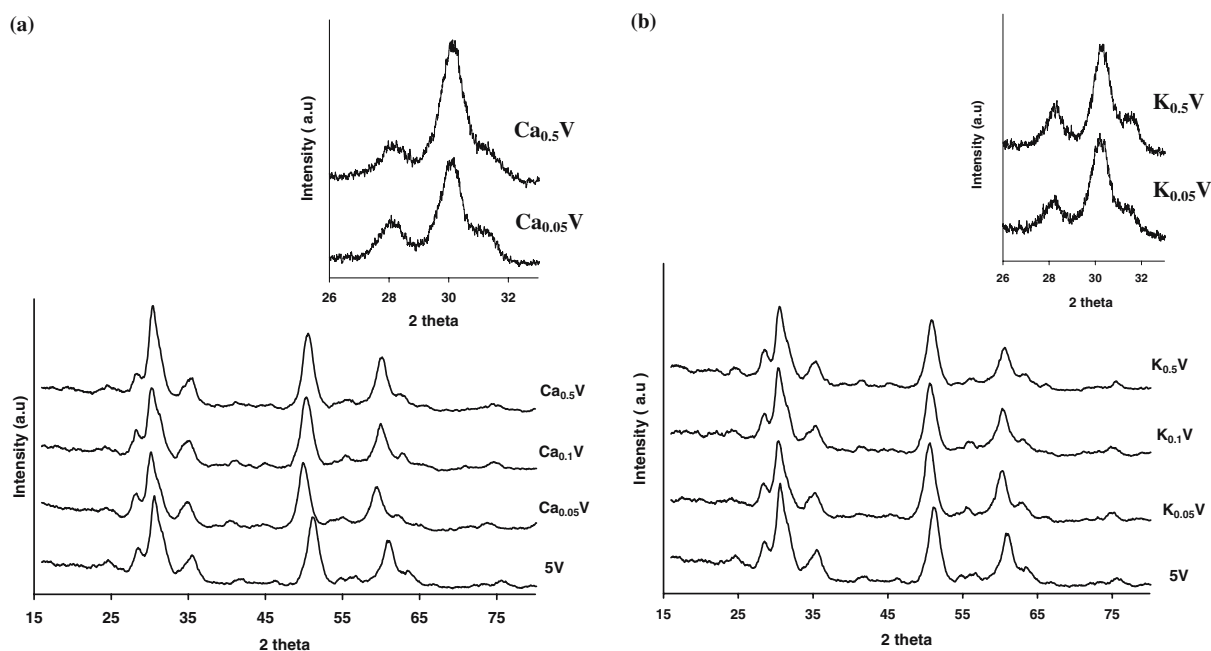 (a)
Intensity ( a.u)
Ca0.5V
Ca0.05V
26 28 30 32
2 theta
Intensity (a.u)
Ca0.5V
Ca0.1V
Ca0.05V
5V
15 25 35 45 55 65 75
2 theta
(b)
Intensity (a.u)
K0.5V
K0.05V
26 28 30 32
2 theta
Intensity ( a.u )
K0.5V
K0.1V
K0.05V
5V
15 25 35 45 55 65 75
2 theta